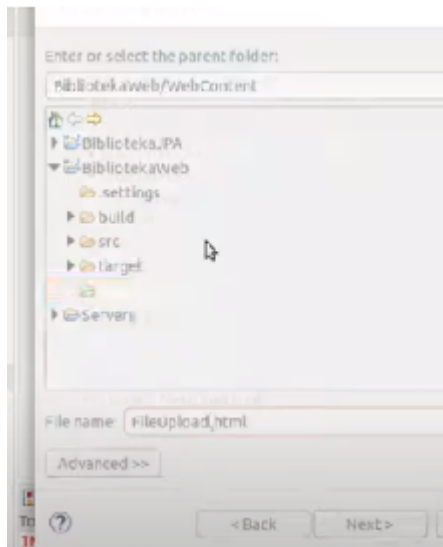 Enter or select the parent folder:
BibliotekaWeb/WebContent
BibliotekaJPA
BibliotekaWeb
.settings
build
src
target
Servers
File name: FileUpload.html
Advanced >>
< Back
Next >